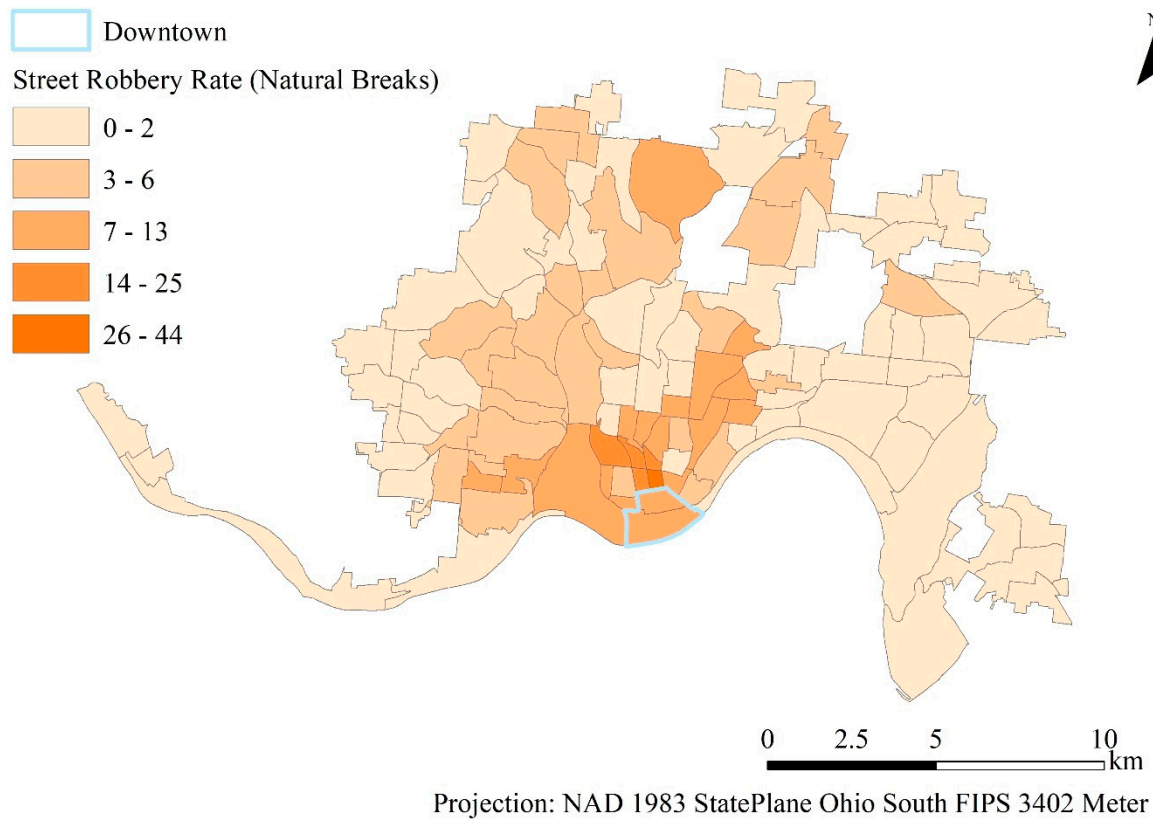 Downtown
Street Robbery Rate (Natural Breaks)
0 - 2
3 - 6
7 - 13
14 - 25
26 - 44
N
0 2.5 5 10
km
Projection: NAD 1983 StatePlane Ohio South FIPS 3402 Meter